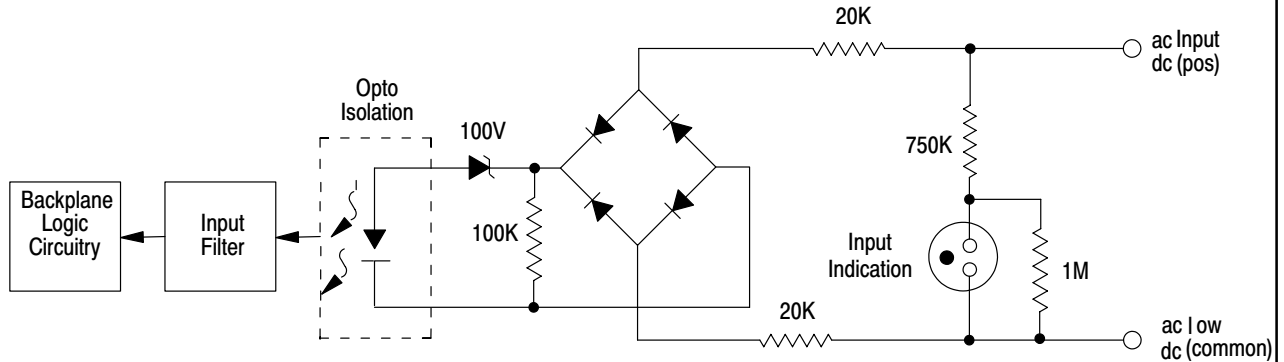 20K
ac Input
dc (pos)
Opto
Isolation
100V
750K
Backplane
Logic
Circuitry
Input
Filter
100K
Input
Indication
1M
20K
ac low
dc (common)